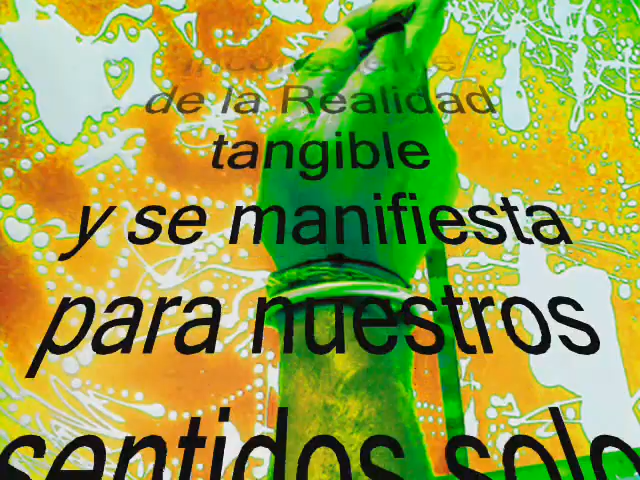 de la Realidad
tangible
y se manifiesta
para nuestros
sentidos solo